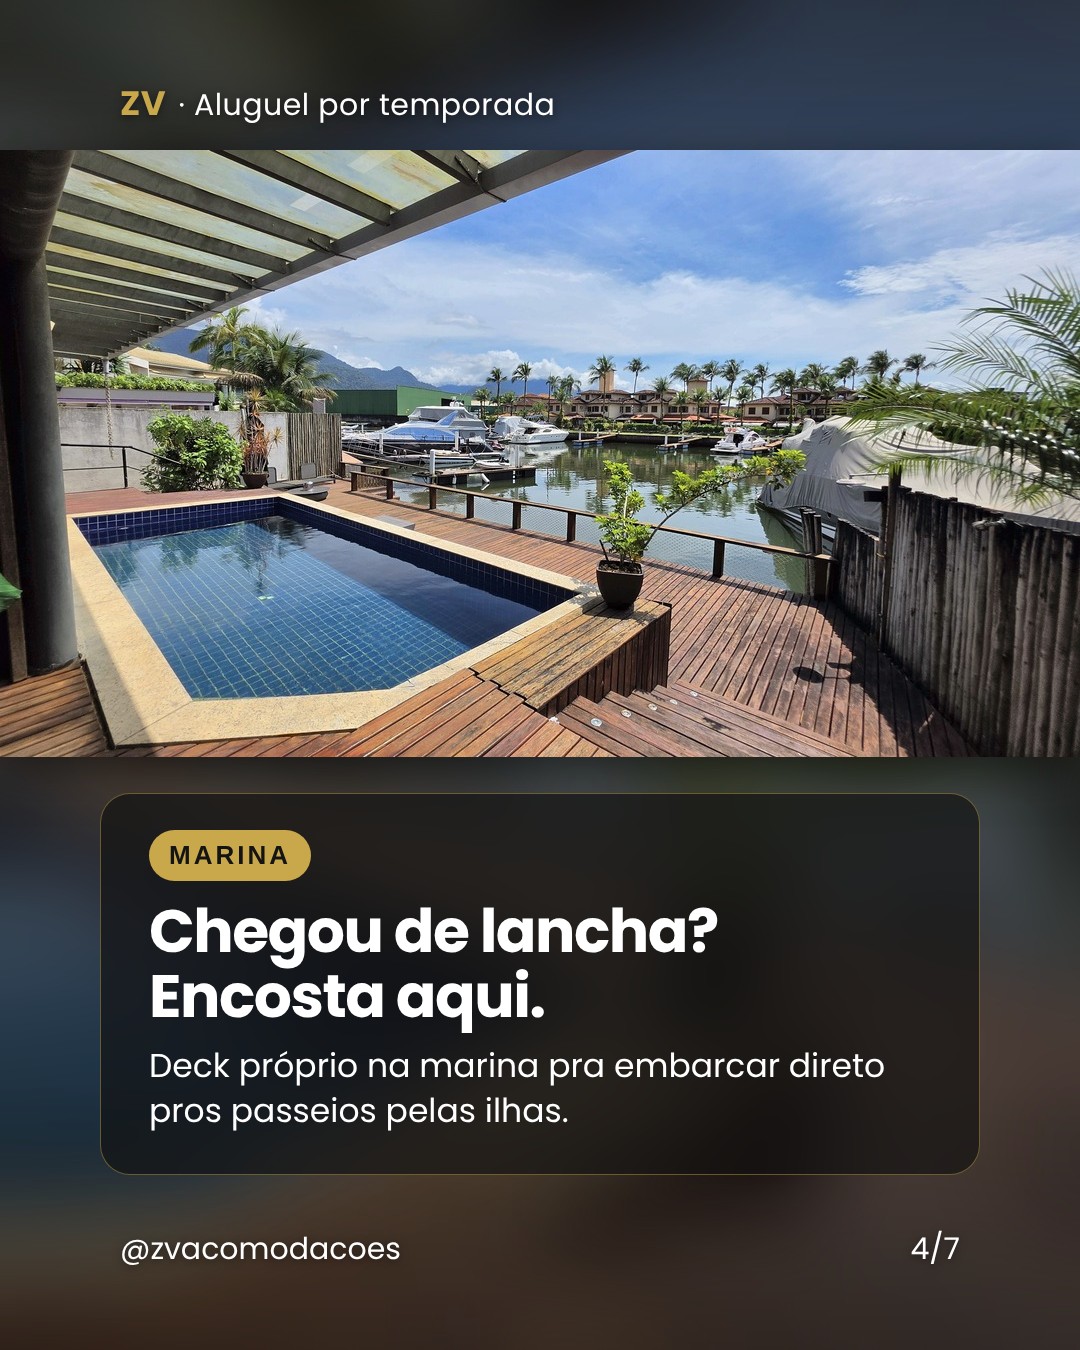 ZV · Aluguel por temporada
MARINA
Chegou de lancha?
Encosta aqui.
Deck próprio na marina pra embarcar direto
pros passeios pelas ilhas.
@zvacomodacoes
4/7